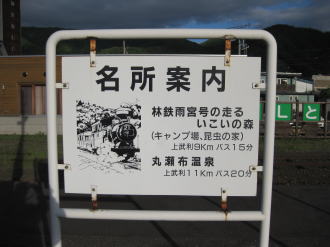 名所案内
林鉄雨宮号の走る
いこいの森
(キャンプ場、昆虫の家)
上武利9Km バス15分
丸瀬布温泉
上武利11Km バス20分
しと